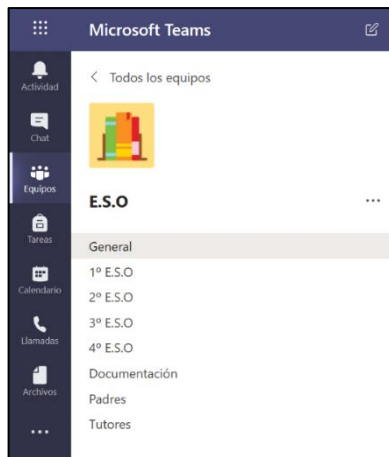 Microsoft Teams
Actividad
Chat
Equipos
Tareas
Calendario
Llamadas
Archivos
Todos los equipos
E.S.O
General
1º E.S.O
2º E.S.O
3º E.S.O
4º E.S.O
Documentación
Padres
Tutores